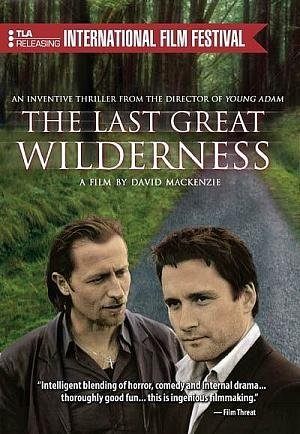 TLA
RELEASING
INTERNATIONAL FILM FESTIVAL
AN INVENTIVE THRILLER FROM THE DIRECTOR OF YOUNG ADAM
THE LAST GREAT
WILDERNESS
A FILM BY DAVID MACKENZIE
"Intelligent blending of horror, comedy and internal drama...
thoroughly good fun... this is ingenious filmmaking."
— Film Threat